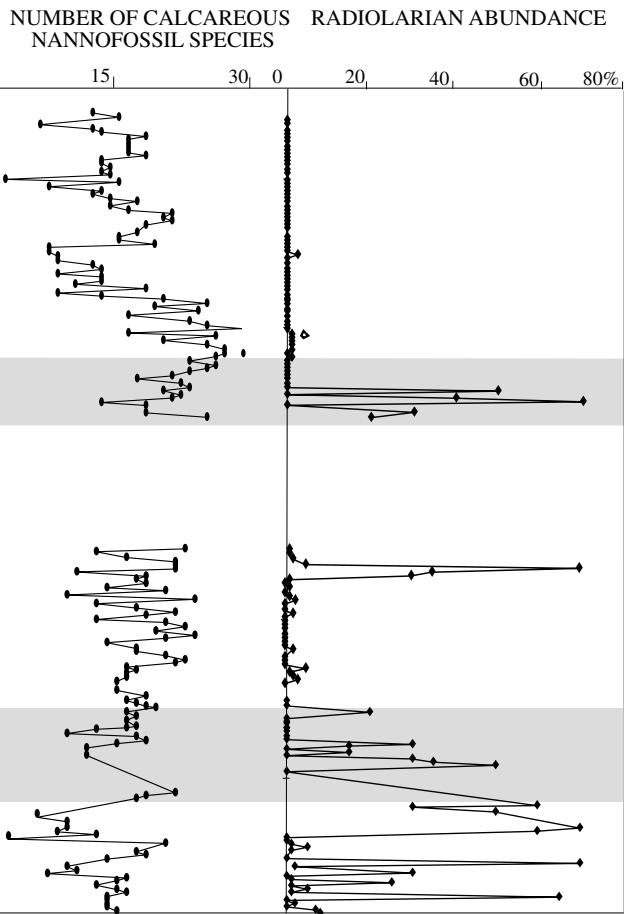 NUMBER OF CALCAREOUS NANNOFOSSIL SPECIES
RADIOLARIAN ABUNDANCE
15 30 0 20 40 60 80%